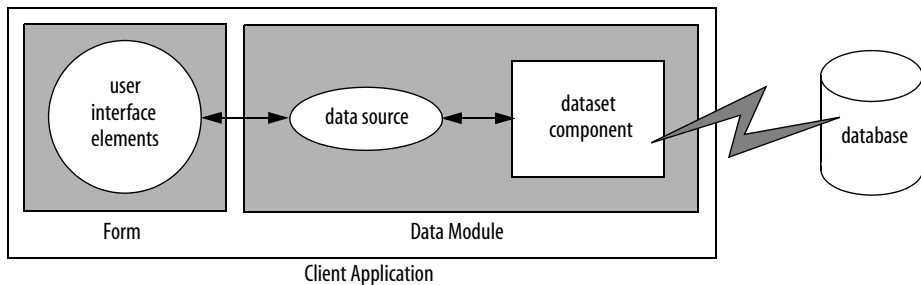 user
interface
elements
data source
dataset
component
database
Form
Data Module
Client Application